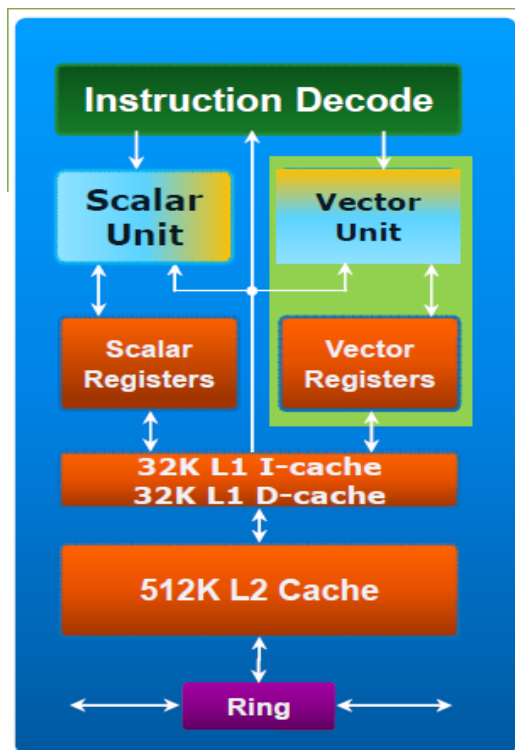 Instruction Decode
Scalar
Unit
Vector
Unit
Scalar
Registers
Vector
Registers
32K L1 I-cache
32K L1 D-cache
512K L2 Cache
Ring